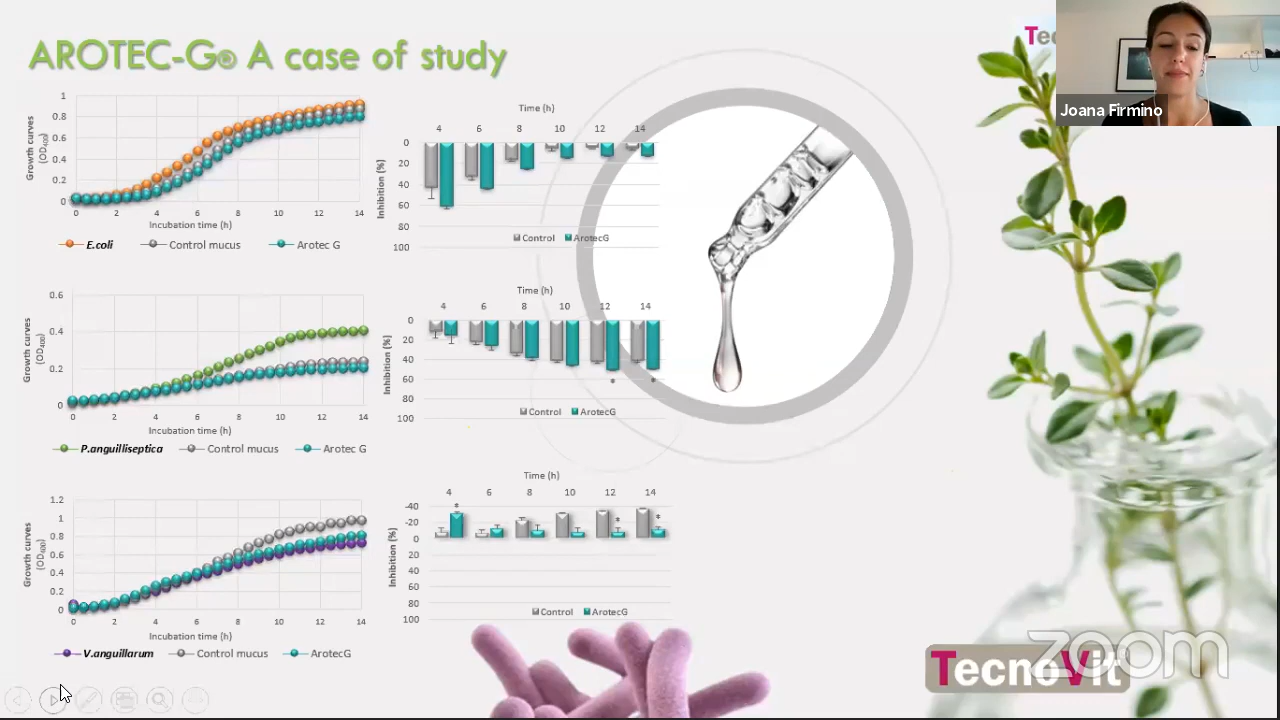 AROTEC-G® A case of study
Tec
Joana Firmino
Growth curves
(OD400)
1
0.8
0.6
0.4
0.2
0
0 2 4 6 8 10 12 14
Incubation time (h)
E.coli Control mucus Arotec G
Time (h)
4 6 8 10 12 14
Inhibition (%)
0
20
40
60
80
100
Control ArotecG
Growth curves
(OD400)
0.6
0.4
0.2
0
0 2 4 6 8 10 12 14
Incubation time (h)
P.anguilliseptica Control mucus Arotec G
Time (h)
4 6 8 10 12 14
Inhibition (%)
0
20
40
60
80
100
* *
Control ArotecG
Growth curves
(OD400)
1.2
1
0.8
0.6
0.4
0.2
0
0 2 4 6 8 10 12 14
Incubation time (h)
V.anguillarum Control mucus ArotecG
Time (h)
4 6 8 10 12 14
Inhibition (%)
-40
-20
0
20
40
60
80
100
* * *
Control ArotecG
zoom
TecnoVit